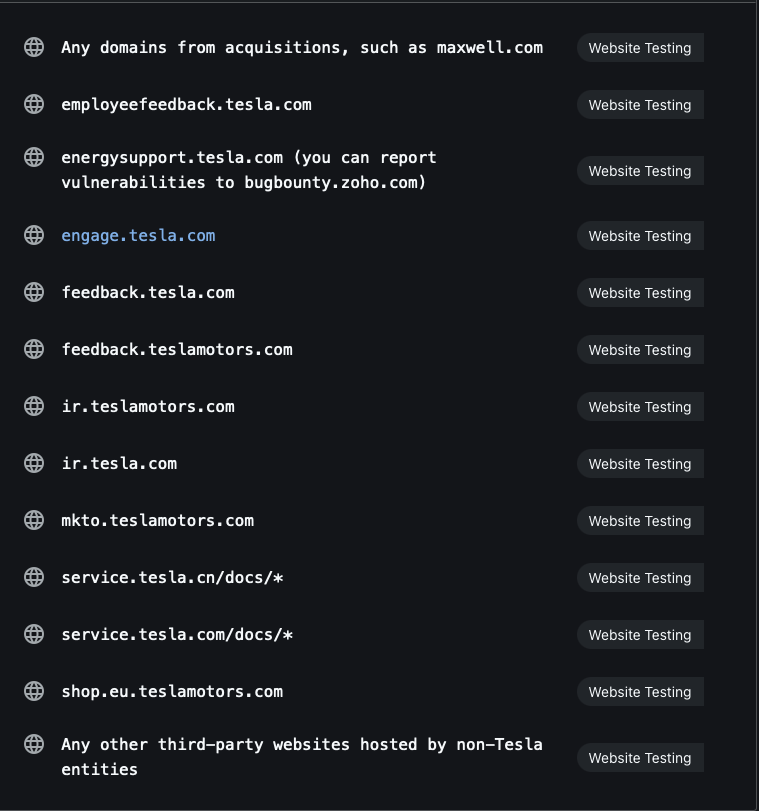 Any domains from acquisitions, such as maxwell.com
Website Testing
employeefeedback.tesla.com
Website Testing
energysupport.tesla.com (you can report
vulnerabilities to bugbounty.zoho.com)
Website Testing
engage.tesla.com
Website Testing
feedback.tesla.com
Website Testing
feedback.teslamotors.com
Website Testing
ir.teslamotors.com
Website Testing
ir.tesla.com
Website Testing
mkto.teslamotors.com
Website Testing
service.tesla.cn/docs/*
Website Testing
service.tesla.com/docs/*
Website Testing
shop.eu.teslamotors.com
Website Testing
Any other third-party websites hosted by non-Tesla
entities
Website Testing